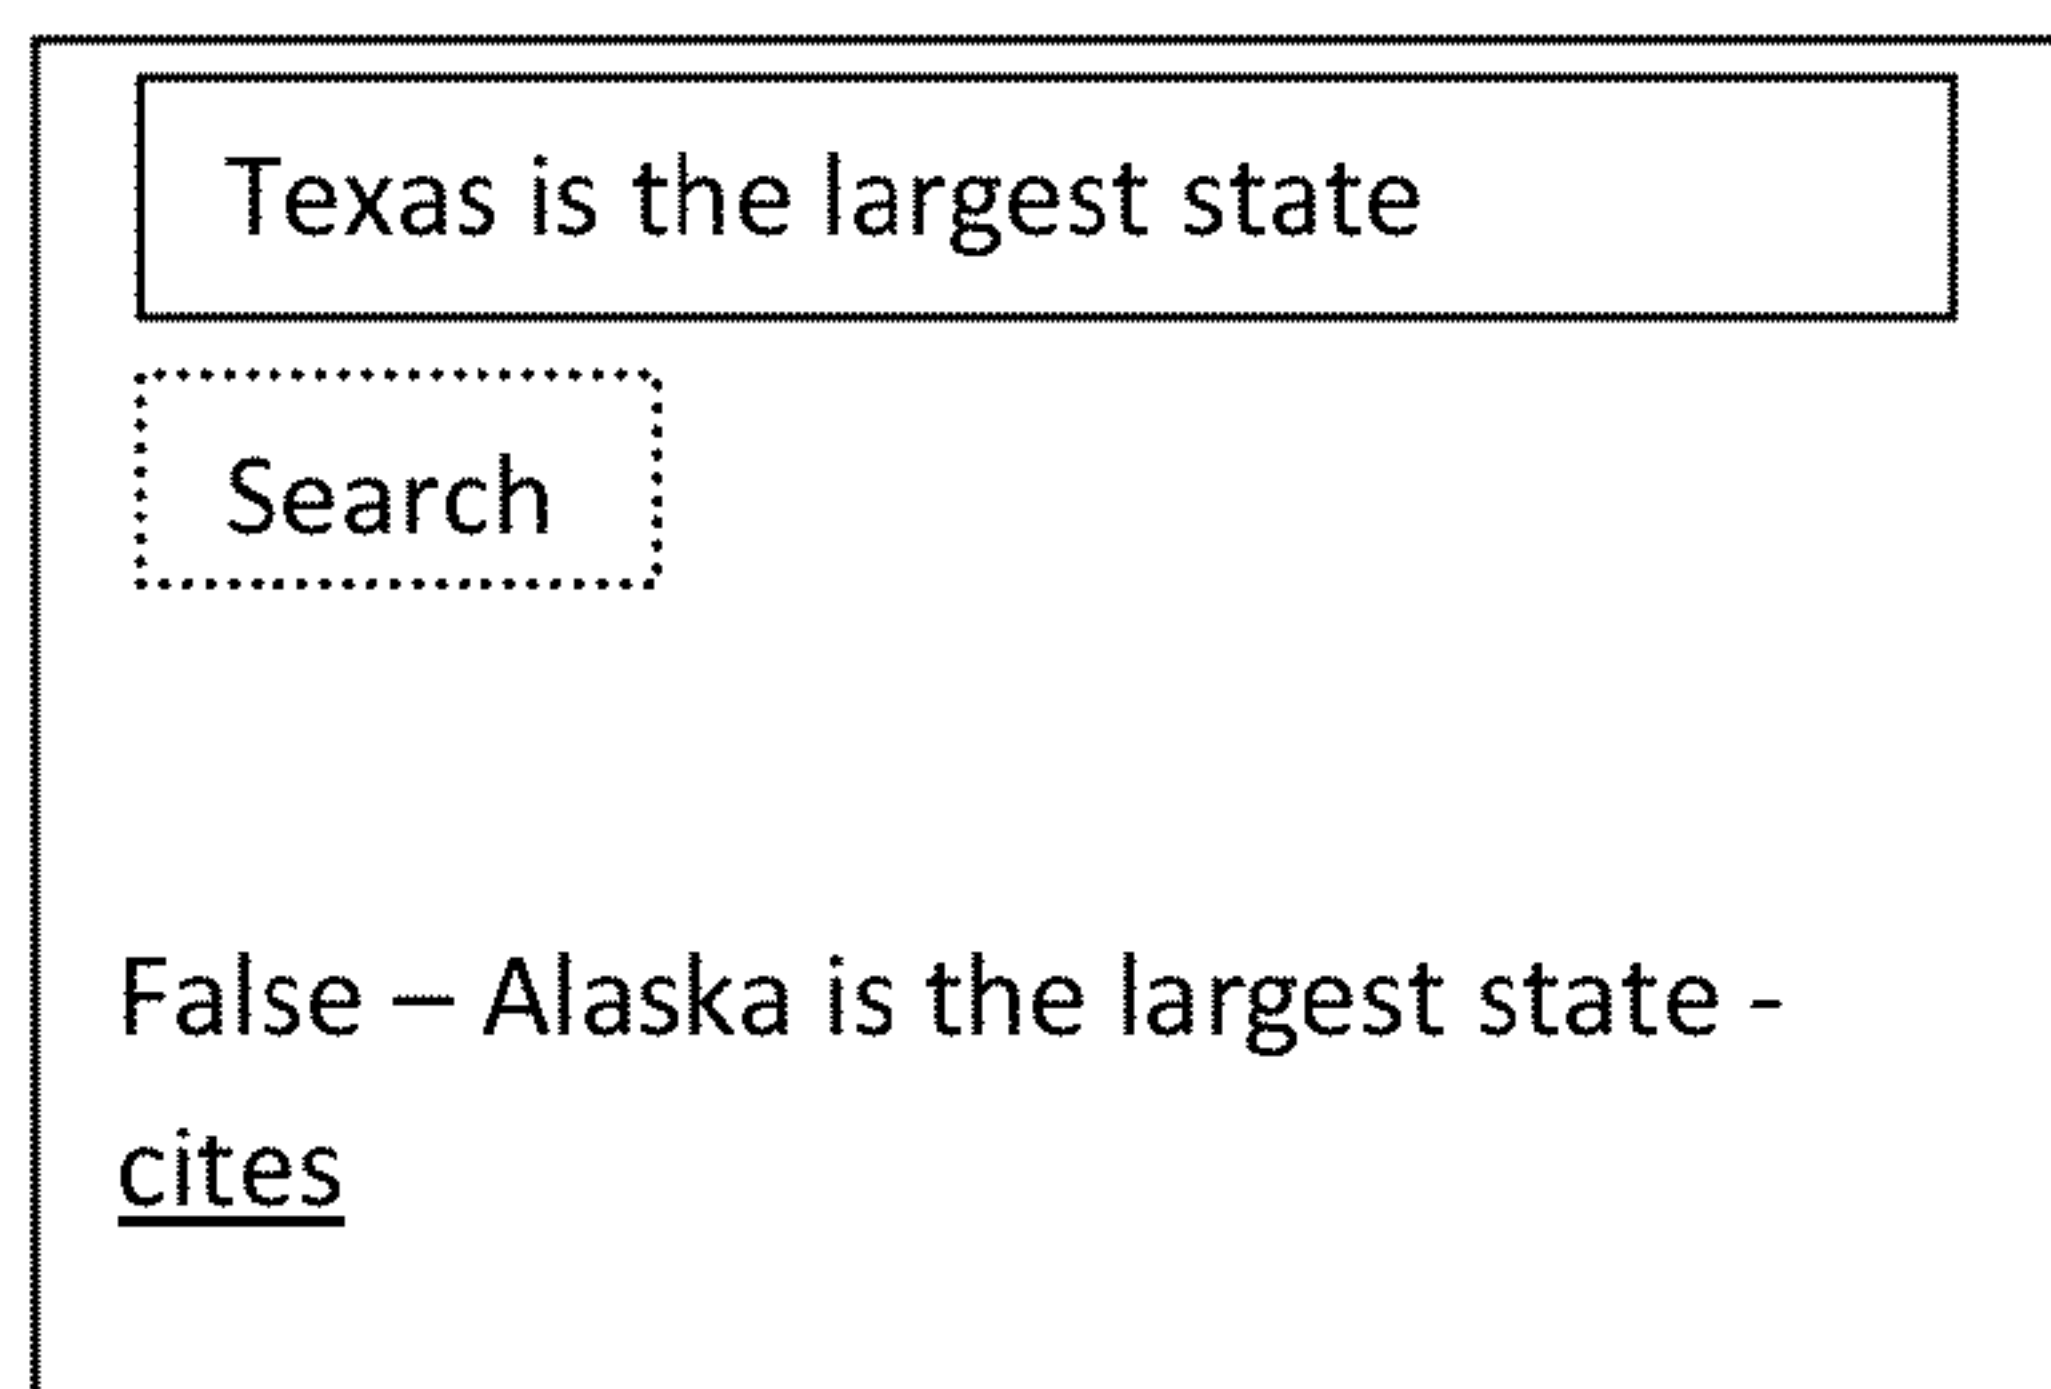 Texas is the largest state
Search
False – Alaska is the largest state -
cites